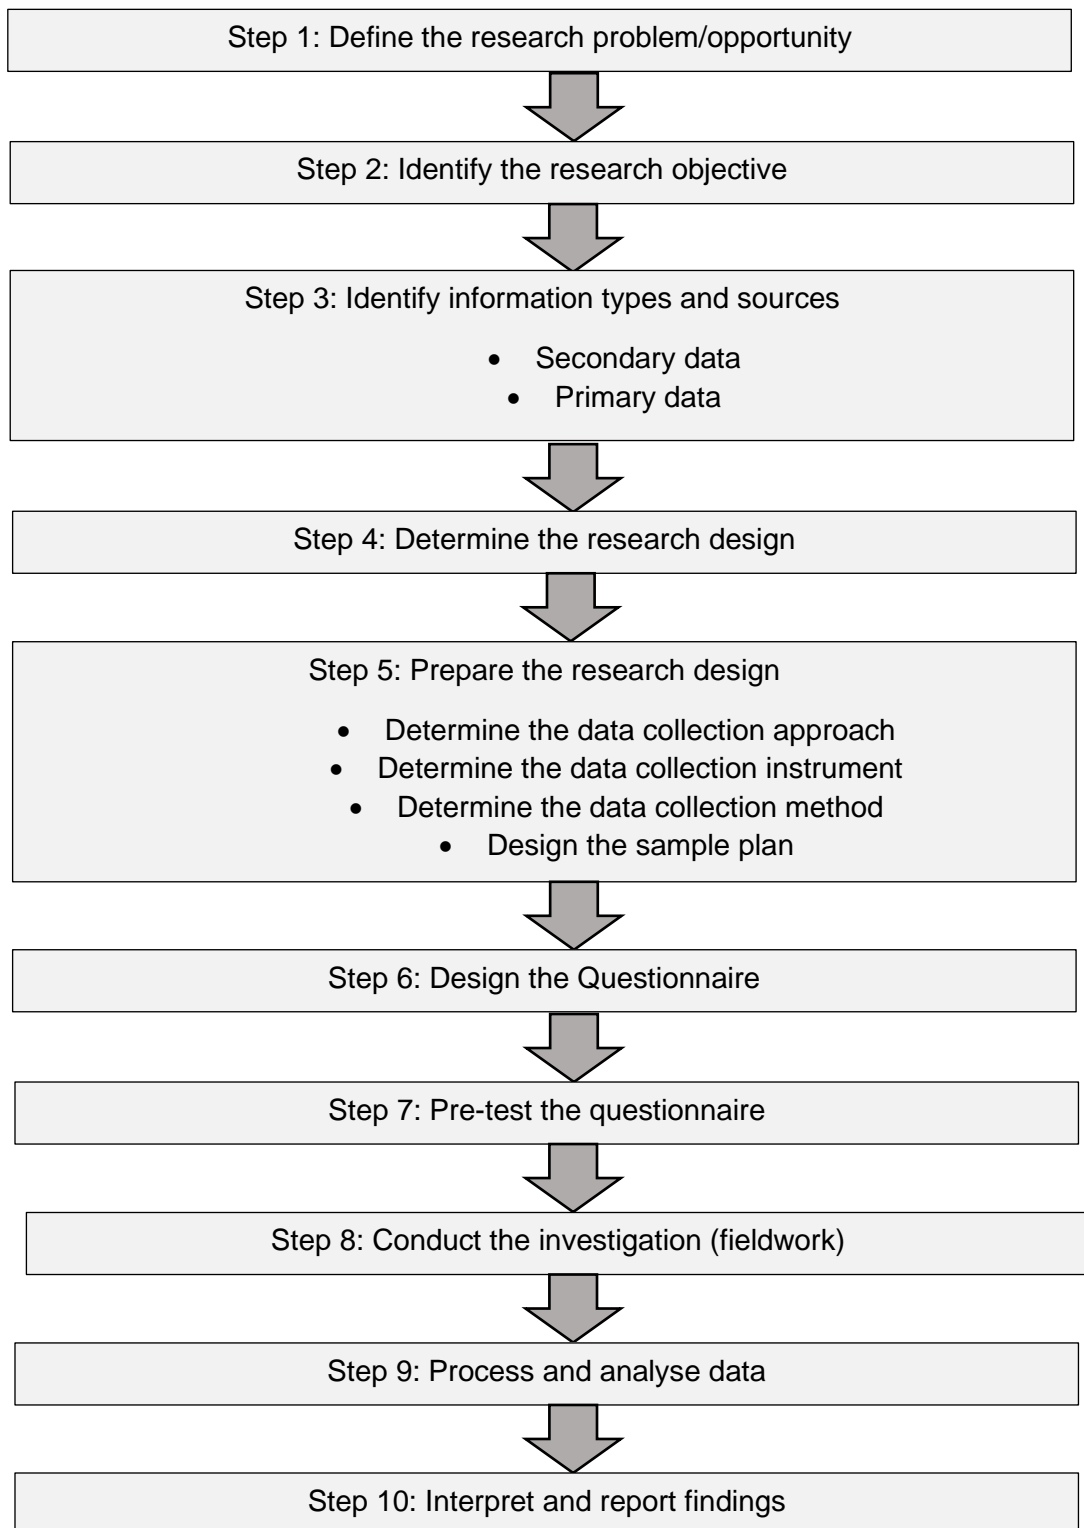 Step 1: Define the research problem/opportunity
Step 2: Identify the research objective
Step 3: Identify information types and sources
• Secondary data
• Primary data
Step 4: Determine the research design
Step 5: Prepare the research design
• Determine the data collection approach
• Determine the data collection instrument
• Determine the data collection method
• Design the sample plan
Step 6: Design the Questionnaire
Step 7: Pre-test the questionnaire
Step 8: Conduct the investigation (fieldwork)
Step 9: Process and analyse data
Step 10: Interpret and report findings